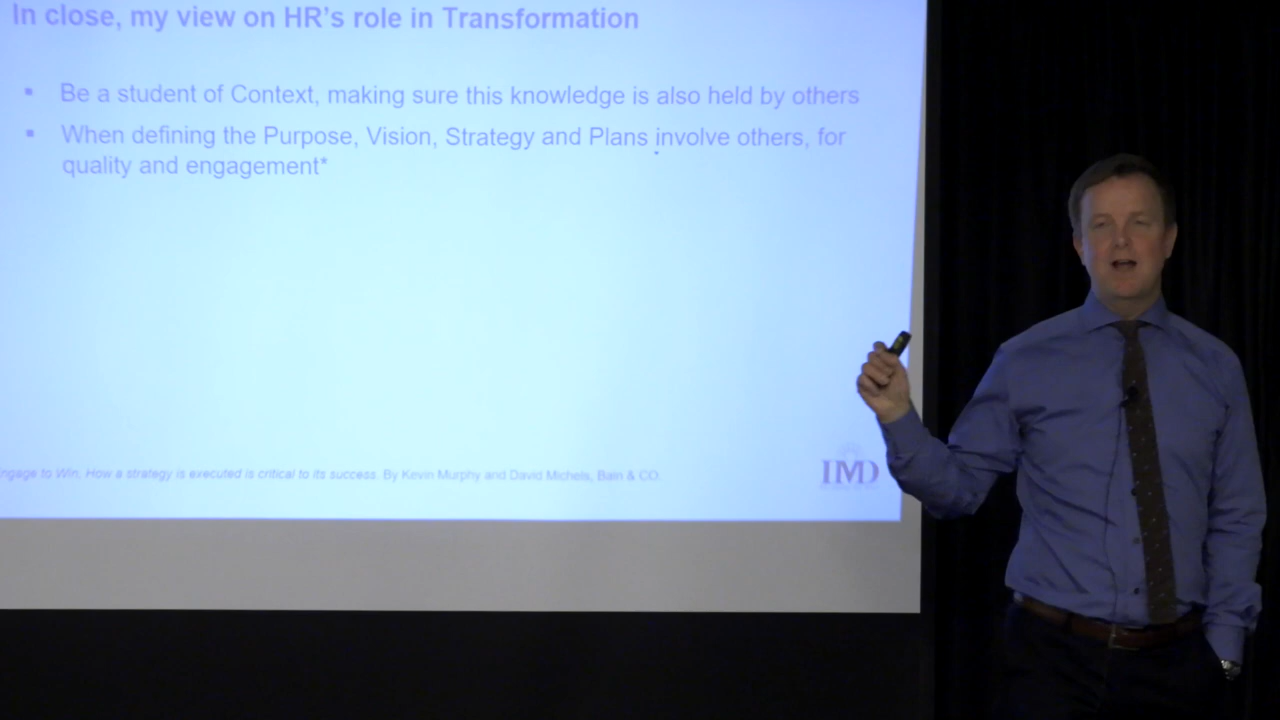 In close, my view on HR's role in Transformation
▪ Be a student of Context, making sure this knowledge is also held by others
▪ When defining the Purpose, Vision, Strategy and Plans involve others, for
quality and engagement*
ngage to Win, How a strategy is executed is critical to its success. By Kevin Murphy and David Michels, Bain & CO.
IMD